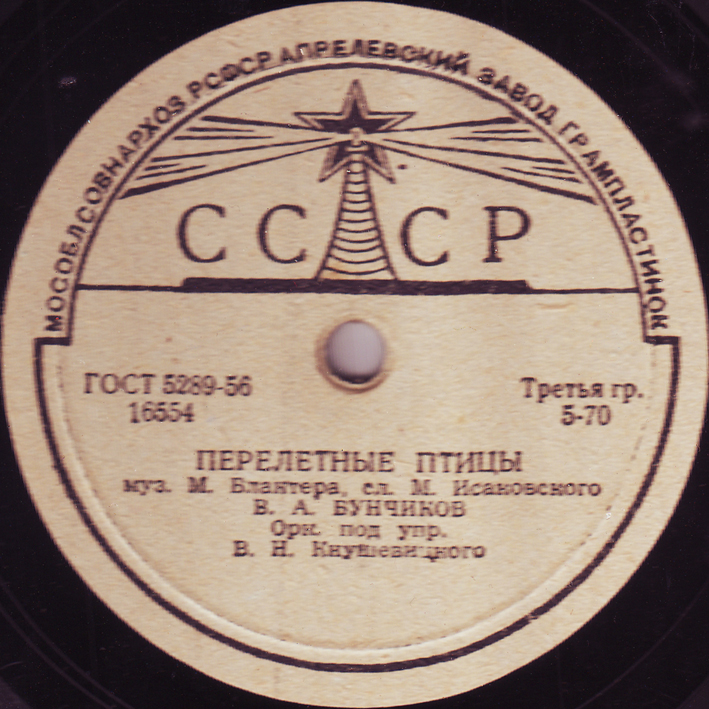 МОСОБЛСОВНАРХОЗ РСФСР АПРЕЛЕВСКИЙ ЗАВОД ГРАМПЛАСТИНОК
СССР
ГОСТ 5289-56
16554
Третья гр.
5-70
ПЕРЕЛЕТНЫЕ ПТИЦЫ
муз. М. Блантера, сл. М. Исаковского
В. А. БУНЧИКОВ
Орк. под упр.
В. Н. Кнушевицкого